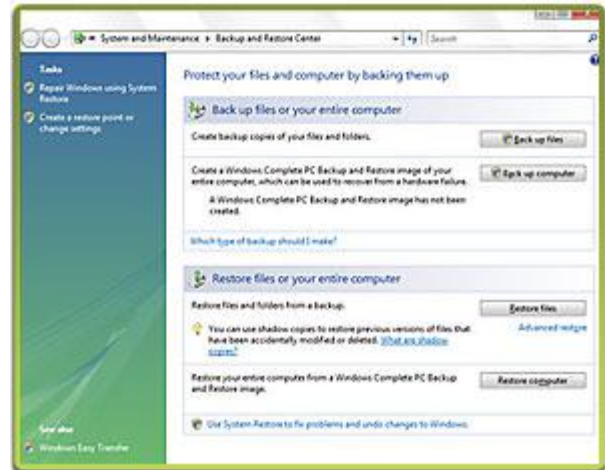 System and Maintenance ▸ Backup and Restore Center
Search
Tasks
Repair Windows using System
Restore
Create a restore point or
change settings
See also
Windows Easy Transfer
Protect your files and computer by backing them up
Back up files or your entire computer
Create backup copies of your files and folders.
Back up files
Create a Windows Complete PC Backup and Restore image of your
entire computer, which can be used to recover from a hardware failure.
Back up computer
A Windows Complete PC Backup and Restore image has not been
created.
Which type of backup should I make?
Restore files or your entire computer
Restore files and folders from a backup.
Restore files
You can use shadow copies to restore previous versions of files that
have been accidentally modified or deleted. What are shadow
copies?
Advanced restore
Restore your entire computer from a Windows Complete PC Backup
and Restore image.
Restore computer
Use System Restore to fix problems and undo changes to Windows.